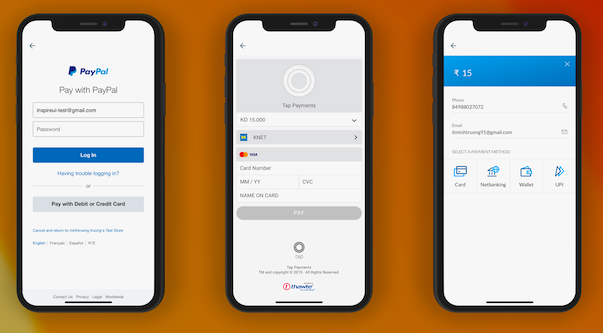 PayPal
Pay with PayPal
inspireui-test@gmail.com
Password
Log In
Having trouble logging in?
or
Pay with Debit or Credit Card
Cancel and return to minhtruong truong's Test Store
English | Français | Español | 中文
Contact Us Privacy Legal Worldwide
Tap Payments
KD 15.000
KNET
VISA
Card Number
MM / YY CVC
NAME ON CARD
PAY
tap
Tap Payments
TM and copyright © 2019. All Rights Reserved
thawte
₹ 15
Phone
84988027072
Email
timinhtruong91@gmail.com
SELECT A PAYMENT METHOD
Card Netbanking Wallet UPI